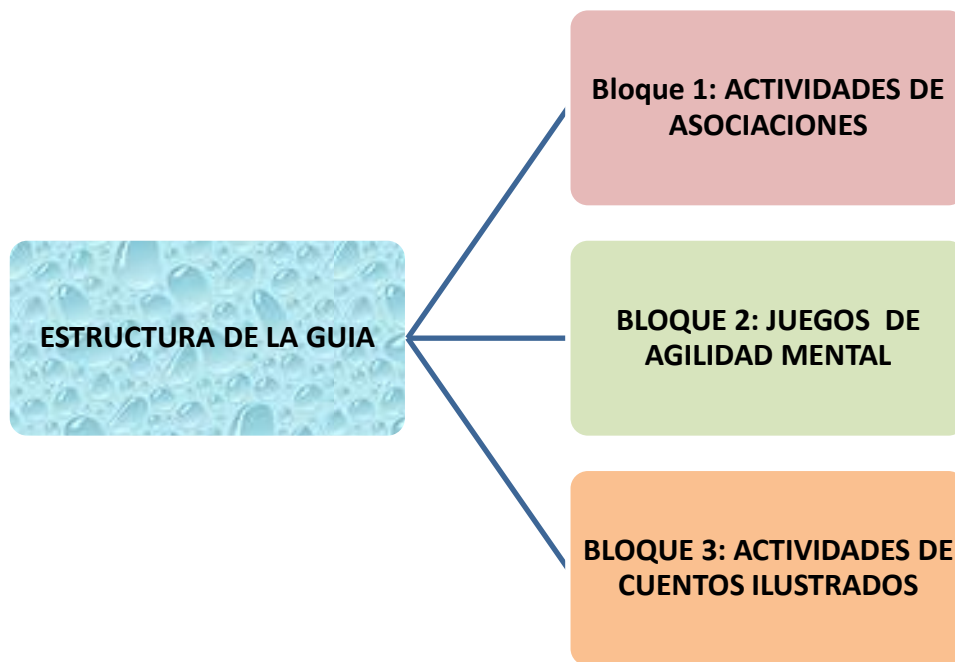 Bloque 1: ACTIVIDADES DE
ASOCIACIONES
ESTRUCTURA DE LA GUIA
BLOQUE 2: JUEGOS  DE
AGILIDAD MENTAL
BLOQUE 3: ACTIVIDADES DE
CUENTOS ILUSTRADOS